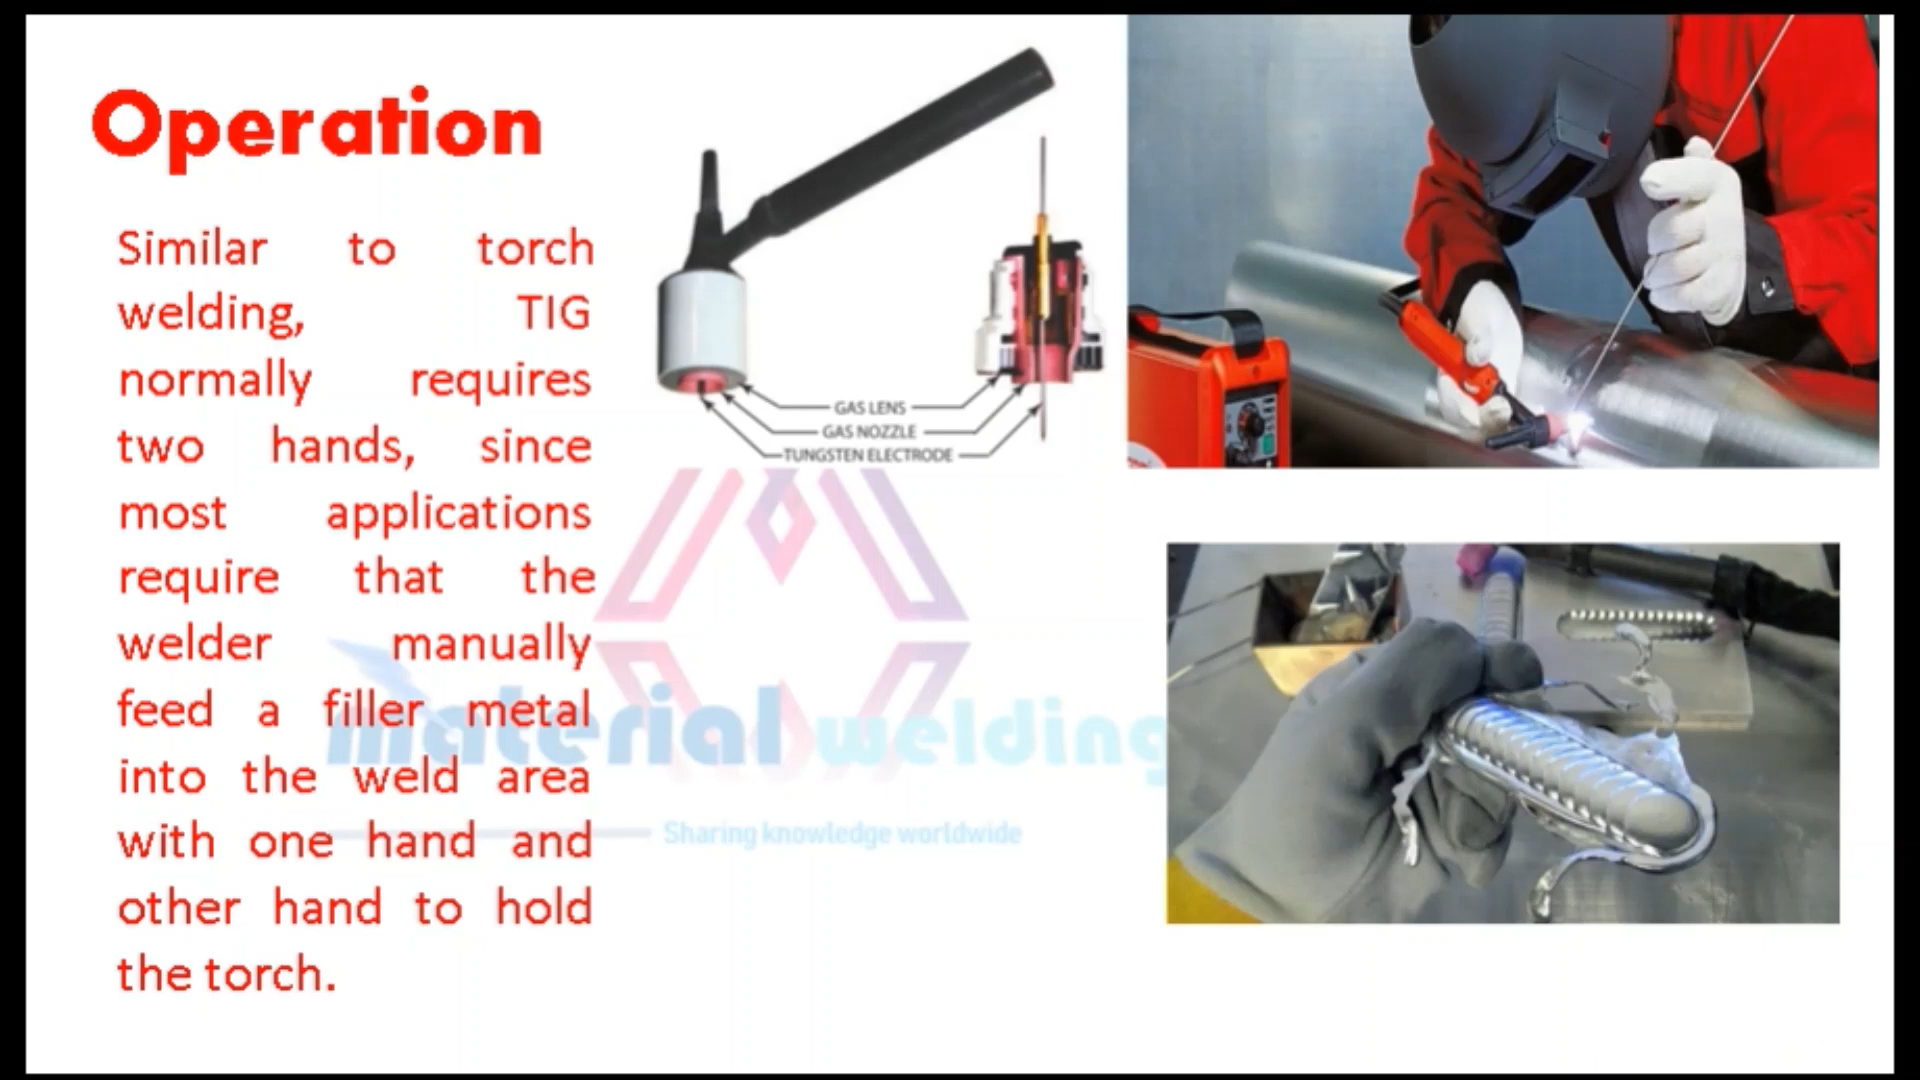 Operation
Similar to torch
welding, TIG
normally requires
two hands, since
most applications
require that the
welder manually
feed a filler metal
into the weld area
with one hand and
other hand to hold
the torch.
GAS LENS
GAS NOZZLE
TUNGSTEN ELECTRODE
material welding
Sharing knowledge worldwide